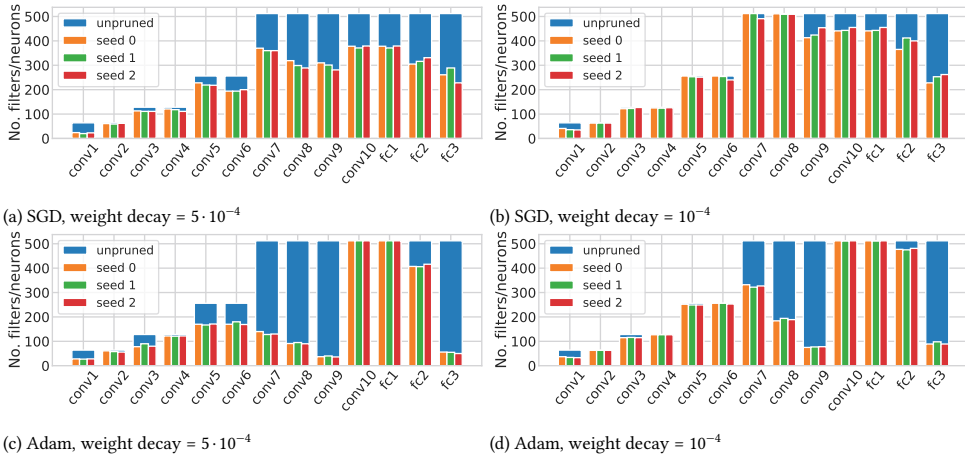 No. filters/neurons
500
400
300
200
100
0
unpruned
seed 0
seed 1
seed 2
conv1 conv2 conv3 conv4 conv5 conv6 conv7 conv8 conv9 conv10 fc1 fc2 fc3
(a) SGD, weight decay = 5·10⁻⁴
No. filters/neurons
500
400
300
200
100
0
unpruned
seed 0
seed 1
seed 2
conv1 conv2 conv3 conv4 conv5 conv6 conv7 conv8 conv9 conv10 fc1 fc2 fc3
(b) SGD, weight decay = 10⁻⁴
No. filters/neurons
500
400
300
200
100
0
unpruned
seed 0
seed 1
seed 2
conv1 conv2 conv3 conv4 conv5 conv6 conv7 conv8 conv9 conv10 fc1 fc2 fc3
(c) Adam, weight decay = 5·10⁻⁴
No. filters/neurons
500
400
300
200
100
0
unpruned
seed 0
seed 1
seed 2
conv1 conv2 conv3 conv4 conv5 conv6 conv7 conv8 conv9 conv10 fc1 fc2 fc3
(d) Adam, weight decay = 10⁻⁴